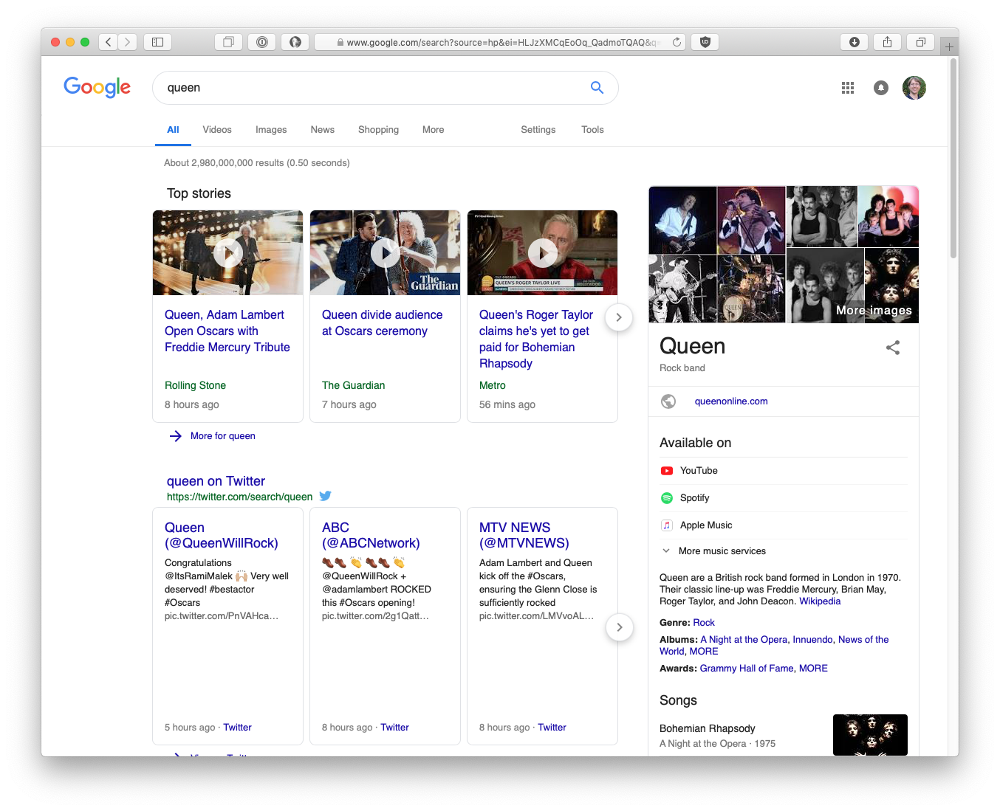 www.google.com/search?source=hp&ei=HLJzXMCqEoOq_QadmoTQAQ&q=
Google
queen
All Videos Images News Shopping More Settings Tools
About 2,980,000,000 results (0.50 seconds)
Top stories
The Guardian
QUEEN'S ROGER TAYLOR LIVE
Queen, Adam Lambert
Open Oscars with
Freddie Mercury Tribute
Rolling Stone
8 hours ago
Queen divide audience
at Oscars ceremony
The Guardian
7 hours ago
Queen's Roger Taylor
claims he's yet to get
paid for Bohemian
Rhapsody
Metro
56 mins ago
More for queen
queen on Twitter
https://twitter.com/search/queen
Queen
(@QueenWillRock)
Congratulations
@ItsRamiMalek 🙌🏼 Very well
deserved! #bestactor
#Oscars
pic.twitter.com/PnVAHca…
5 hours ago · Twitter
ABC
(@ABCNetwork)
👞👞 👏 👞👞 👏
@QueenWillRock +
@adamlambert ROCKED
this #Oscars opening!
pic.twitter.com/2g1Qatt…
8 hours ago · Twitter
MTV NEWS
(@MTVNEWS)
Adam Lambert and Queen
kick off the #Oscars,
ensuring the Glenn Close is
sufficiently rocked
pic.twitter.com/LMVvoAL…
8 hours ago · Twitter
More images
Queen
Rock band
queenonline.com
Available on
YouTube
Spotify
Apple Music
More music services
Queen are a British rock band formed in London in 1970.
Their classic line-up was Freddie Mercury, Brian May,
Roger Taylor, and John Deacon. Wikipedia
Genre: Rock
Albums: A Night at the Opera, Innuendo, News of the
World, MORE
Awards: Grammy Hall of Fame, MORE
Songs
Bohemian Rhapsody
A Night at the Opera · 1975